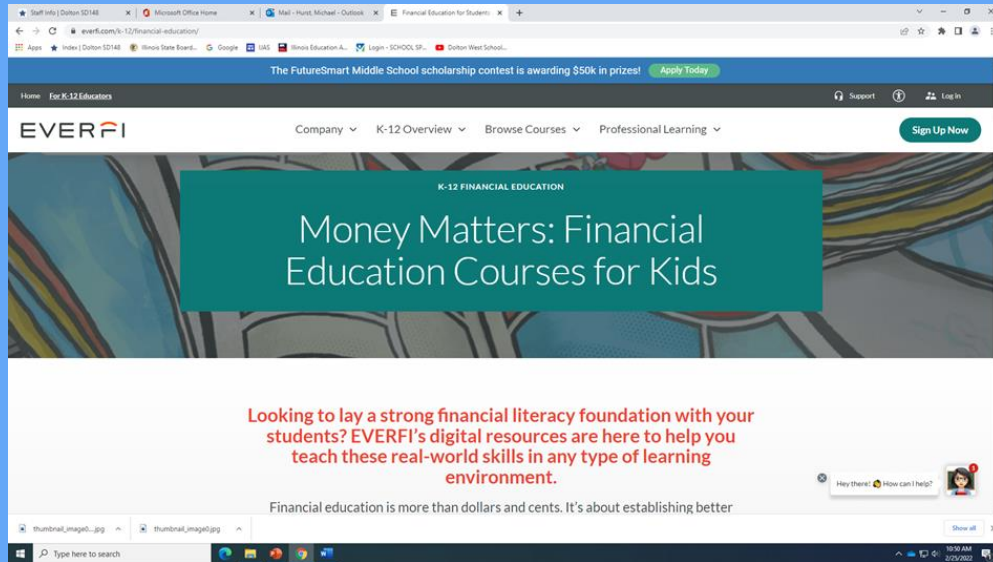 Staff Info | Dolton SD148
Microsoft Office Home
Mail - Hurst, Michael - Outlook
Financial Education for Students
everfi.com/k-12/financial-education/
Apps Index | Dolton SD148 Illinois State Board... Google UAS Illinois Education A... Login - SCHOOL SP... Dolton West School...
The FutureSmart Middle School scholarship contest is awarding $50k in prizes! Apply Today
Home For K-12 Educators Support Log in
EVERFI Company K-12 Overview Browse Courses Professional Learning Sign Up Now
K-12 FINANCIAL EDUCATION
Money Matters: Financial
Education Courses for Kids
Looking to lay a strong financial literacy foundation with your
students? EVERFI's digital resources are here to help you
teach these real-world skills in any type of learning
environment.
Hey there! How can I help? 1
Financial education is more than dollars and cents. It's about establishing better
thumbnail_image0....jpg thumbnail_image0.jpg Show all
Type here to search 10:50 AM
2/25/2022